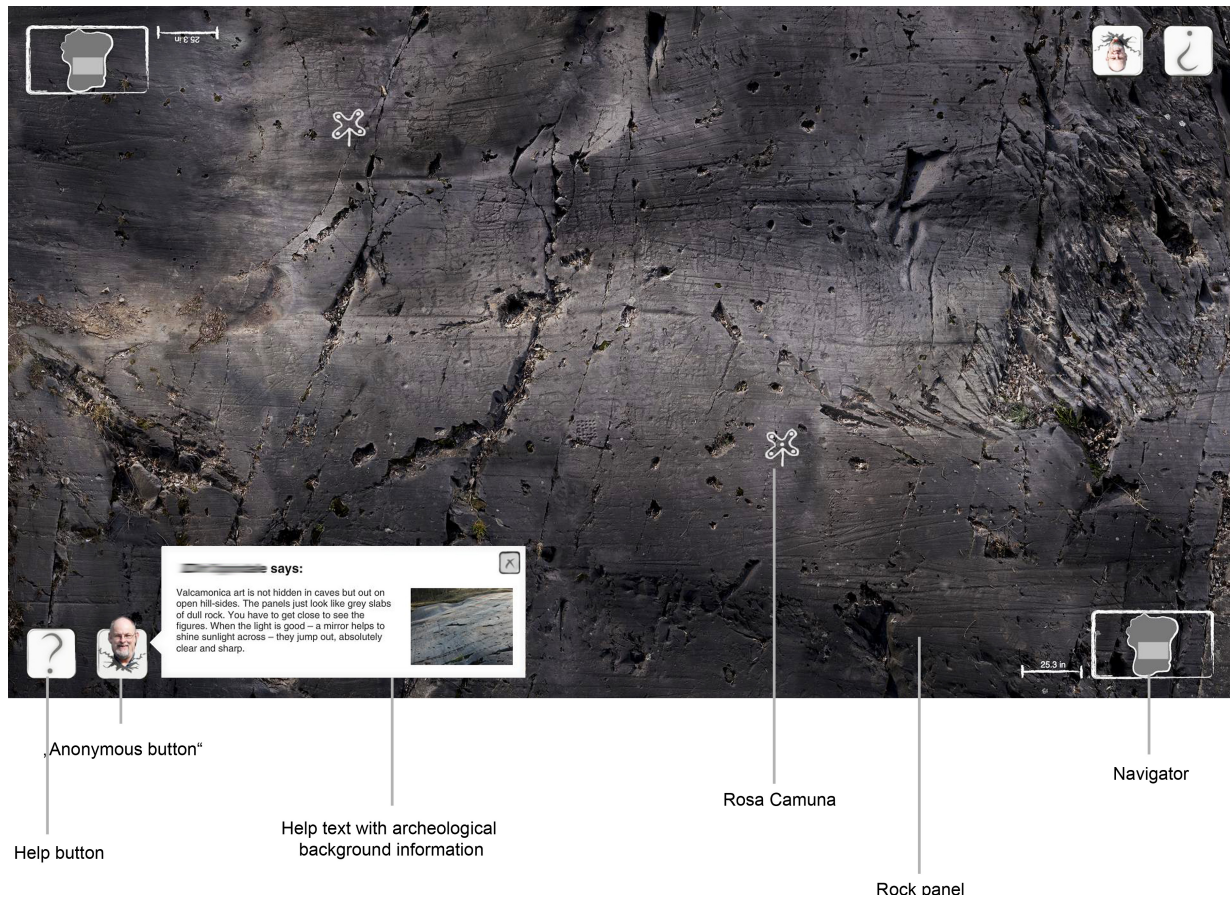 25.3 in
says:
Valcamonica art is not hidden in caves but out on
open hill-sides. The panels just look like grey slabs
of dull rock. You have to get close to see the
figures. When the light is good – a mirror helps to
shine sunlight across – they jump out, absolutely
clear and sharp.
?
25.3 in
„Anonymous button“
Navigator
Rosa Camuna
Help text with archeological
background information
Help button
Rock panel